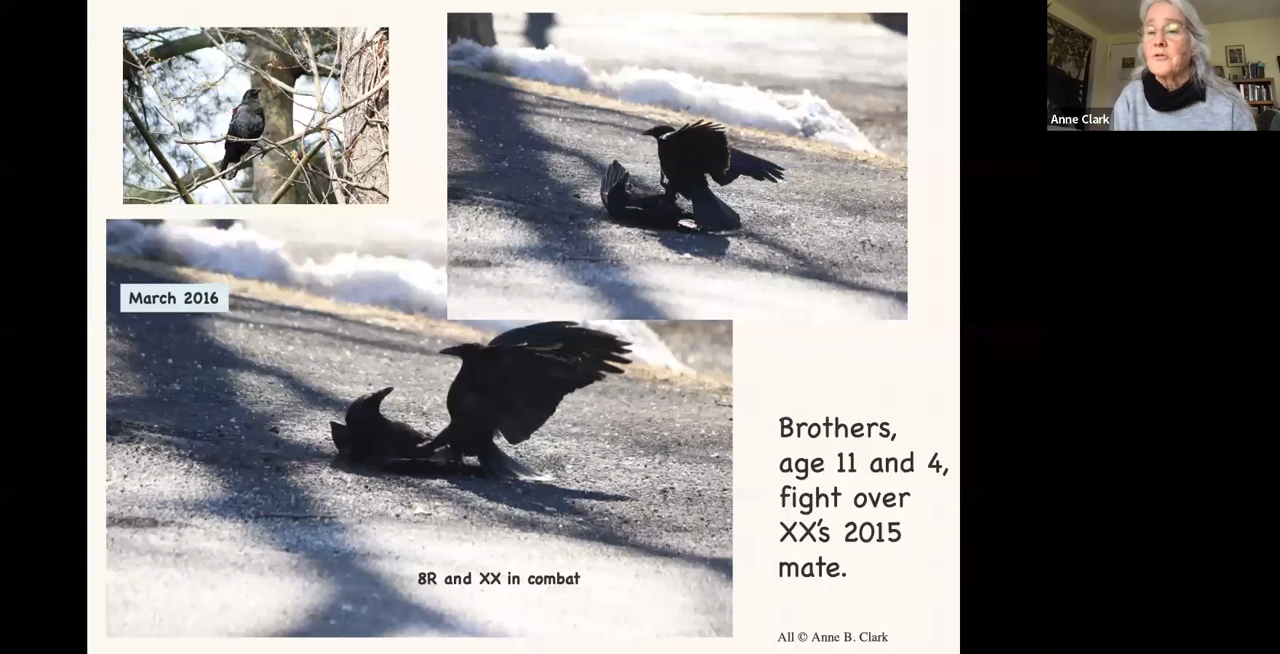 March 2016
8R and XX in combat
Brothers,
age 11 and 4,
fight over
XX's 2015
mate.
All © Anne B. Clark
Anne Clark